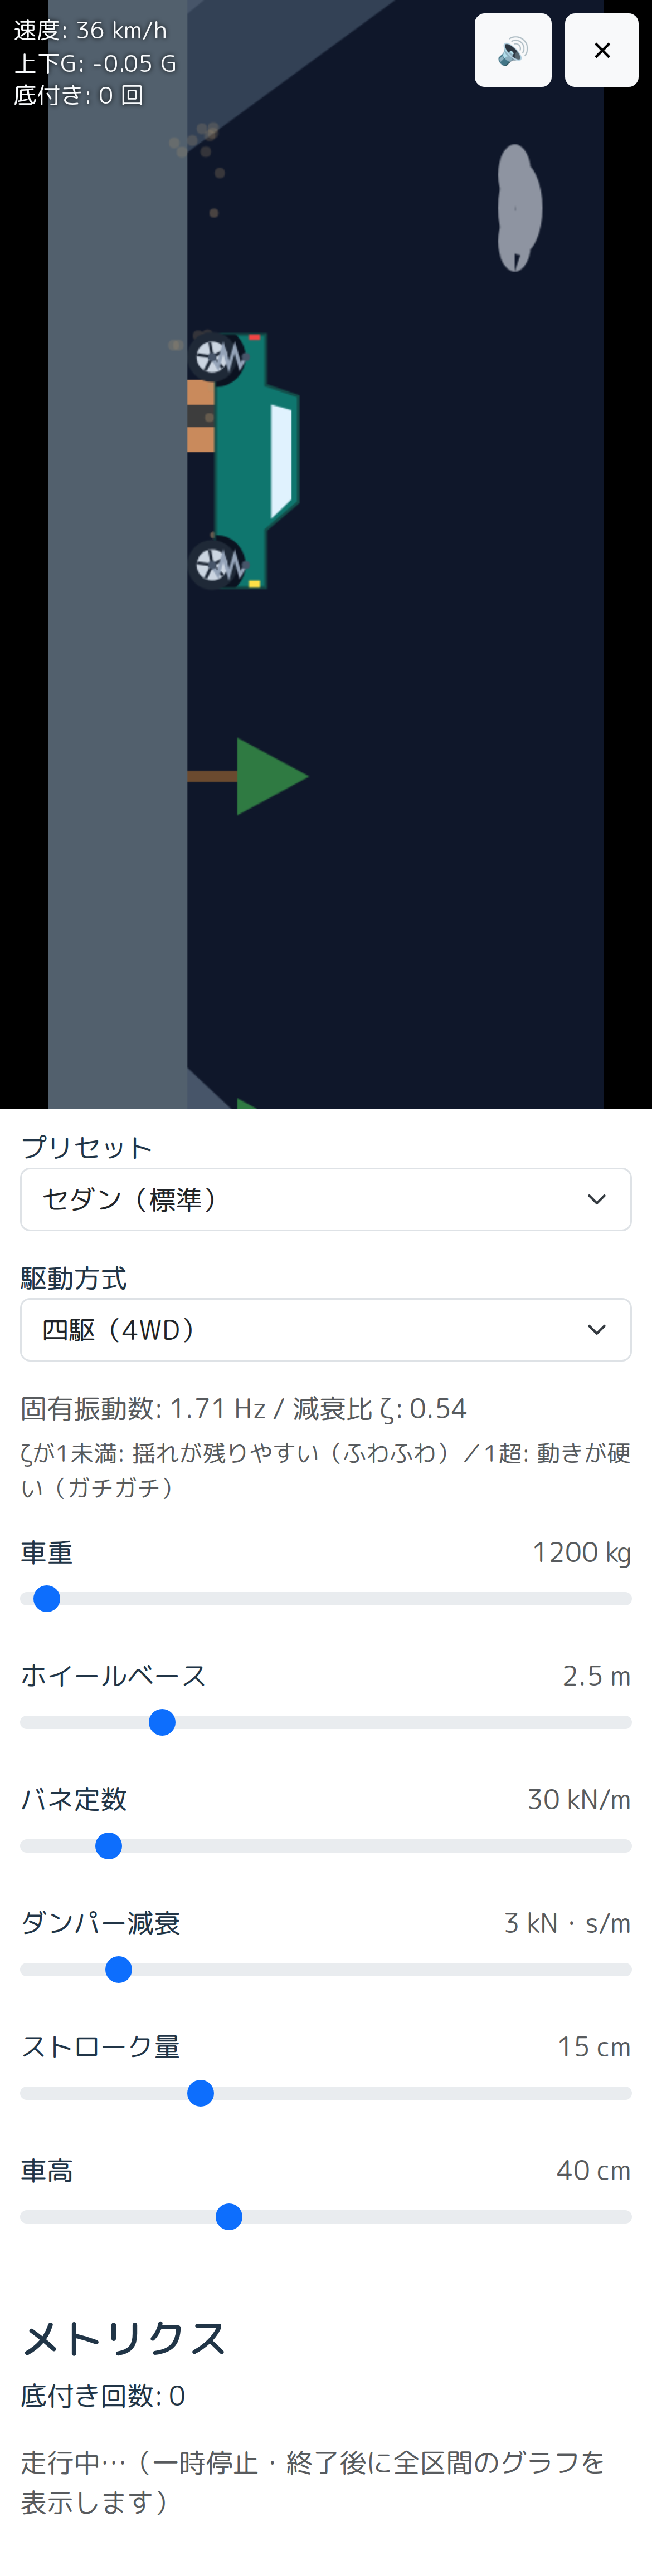 速度: 36 km/h
上下G: -0.05 G
底付き: 0 回
プリセット
セダン（標準）
駆動方式
四駆（4WD）
固有振動数: 1.71 Hz / 減衰比 ζ: 0.54
ζが1未満: 揺れが残りやすい（ふわふわ）／1超: 動きが硬
い（ガチガチ）
車重 1200 kg
ホイールベース 2.5 m
バネ定数 30 kN/m
ダンパー減衰 3 kN・s/m
ストローク量 15 cm
車高 40 cm
メトリクス
底付き回数: 0
走行中…（一時停止・終了後に全区間のグラフを
表示します）